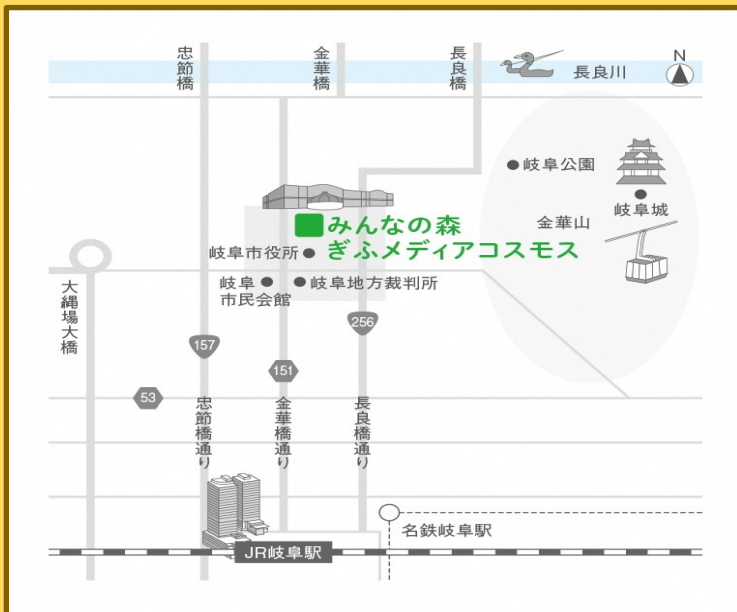 忠節橋
金華橋
長良橋
長良川
N
岐阜公園
岐阜城
金華山
みんなの森
ぎふメディアコスモス
岐阜市役所
岐阜
市民会館
岐阜地方裁判所
大縄場大橋
256
157
151
53
忠節橋通り
金華橋通り
長良橋通り
名鉄岐阜駅
JR岐阜駅